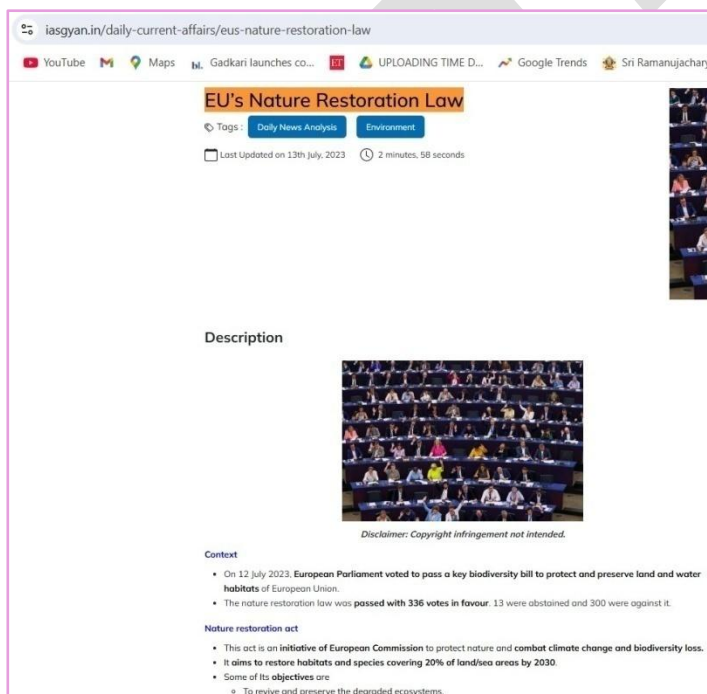 iasgyan.in/daily-current-affairs/eus-nature-restoration-law
YouTube Maps bl. Gadkari launches co... ET UPLOADING TIME D... Google Trends Sri Ramanujachary
EU's Nature Restoration Law
Tags : Daily News Analysis Environment
Last Updated on 13th July, 2023 2 minutes, 58 seconds
Description
Disclaimer: Copyright infringement not intended.
Context
On 12 July 2023, European Parliament voted to pass a key biodiversity bill to protect and preserve land and water
habitats of European Union.
The nature restoration law was passed with 336 votes in favour. 13 were abstained and 300 were against it.
Nature restoration act
This act is an initiative of European Commission to protect nature and combat climate change and biodiversity loss.
It aims to restore habitats and species covering 20% of land/sea areas by 2030.
Some of Its objectives are
To revive and preserve the degraded ecosystems.